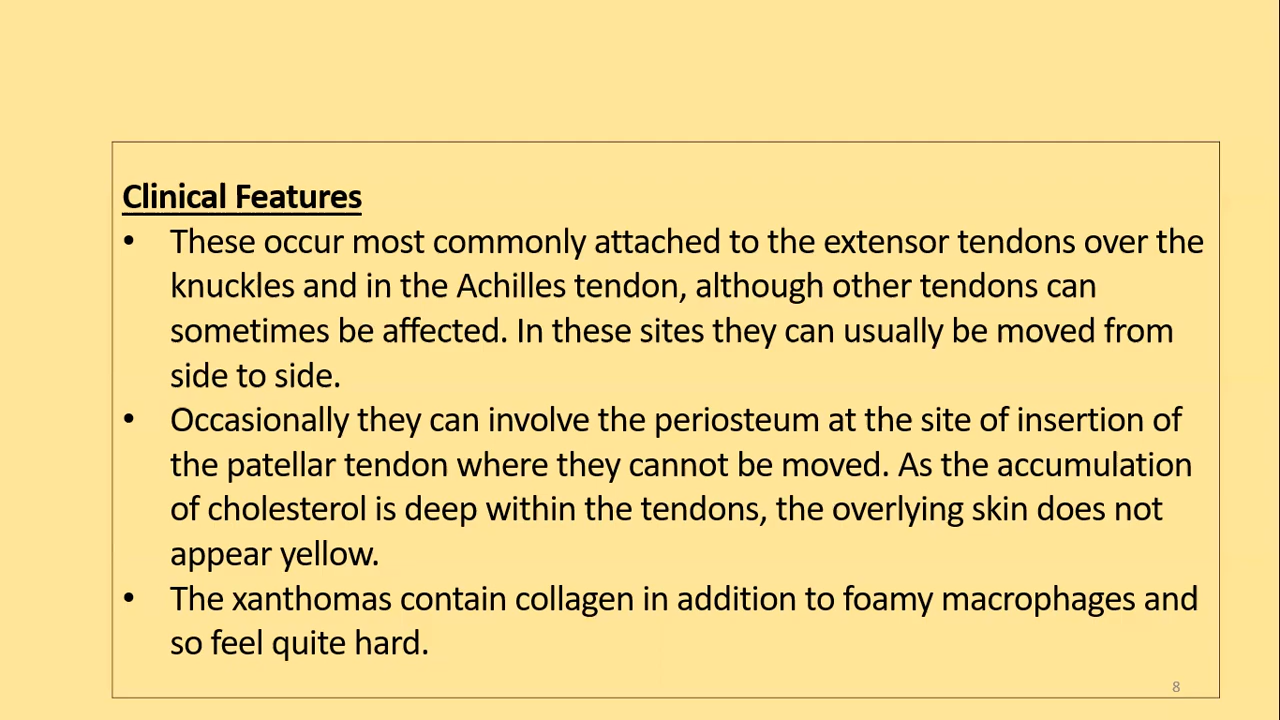 Clinical Features
• These occur most commonly attached to the extensor tendons over the
knuckles and in the Achilles tendon, although other tendons can
sometimes be affected. In these sites they can usually be moved from
side to side.
• Occasionally they can involve the periosteum at the site of insertion of
the patellar tendon where they cannot be moved. As the accumulation
of cholesterol is deep within the tendons, the overlying skin does not
appear yellow.
• The xanthomas contain collagen in addition to foamy macrophages and
so feel quite hard.
8